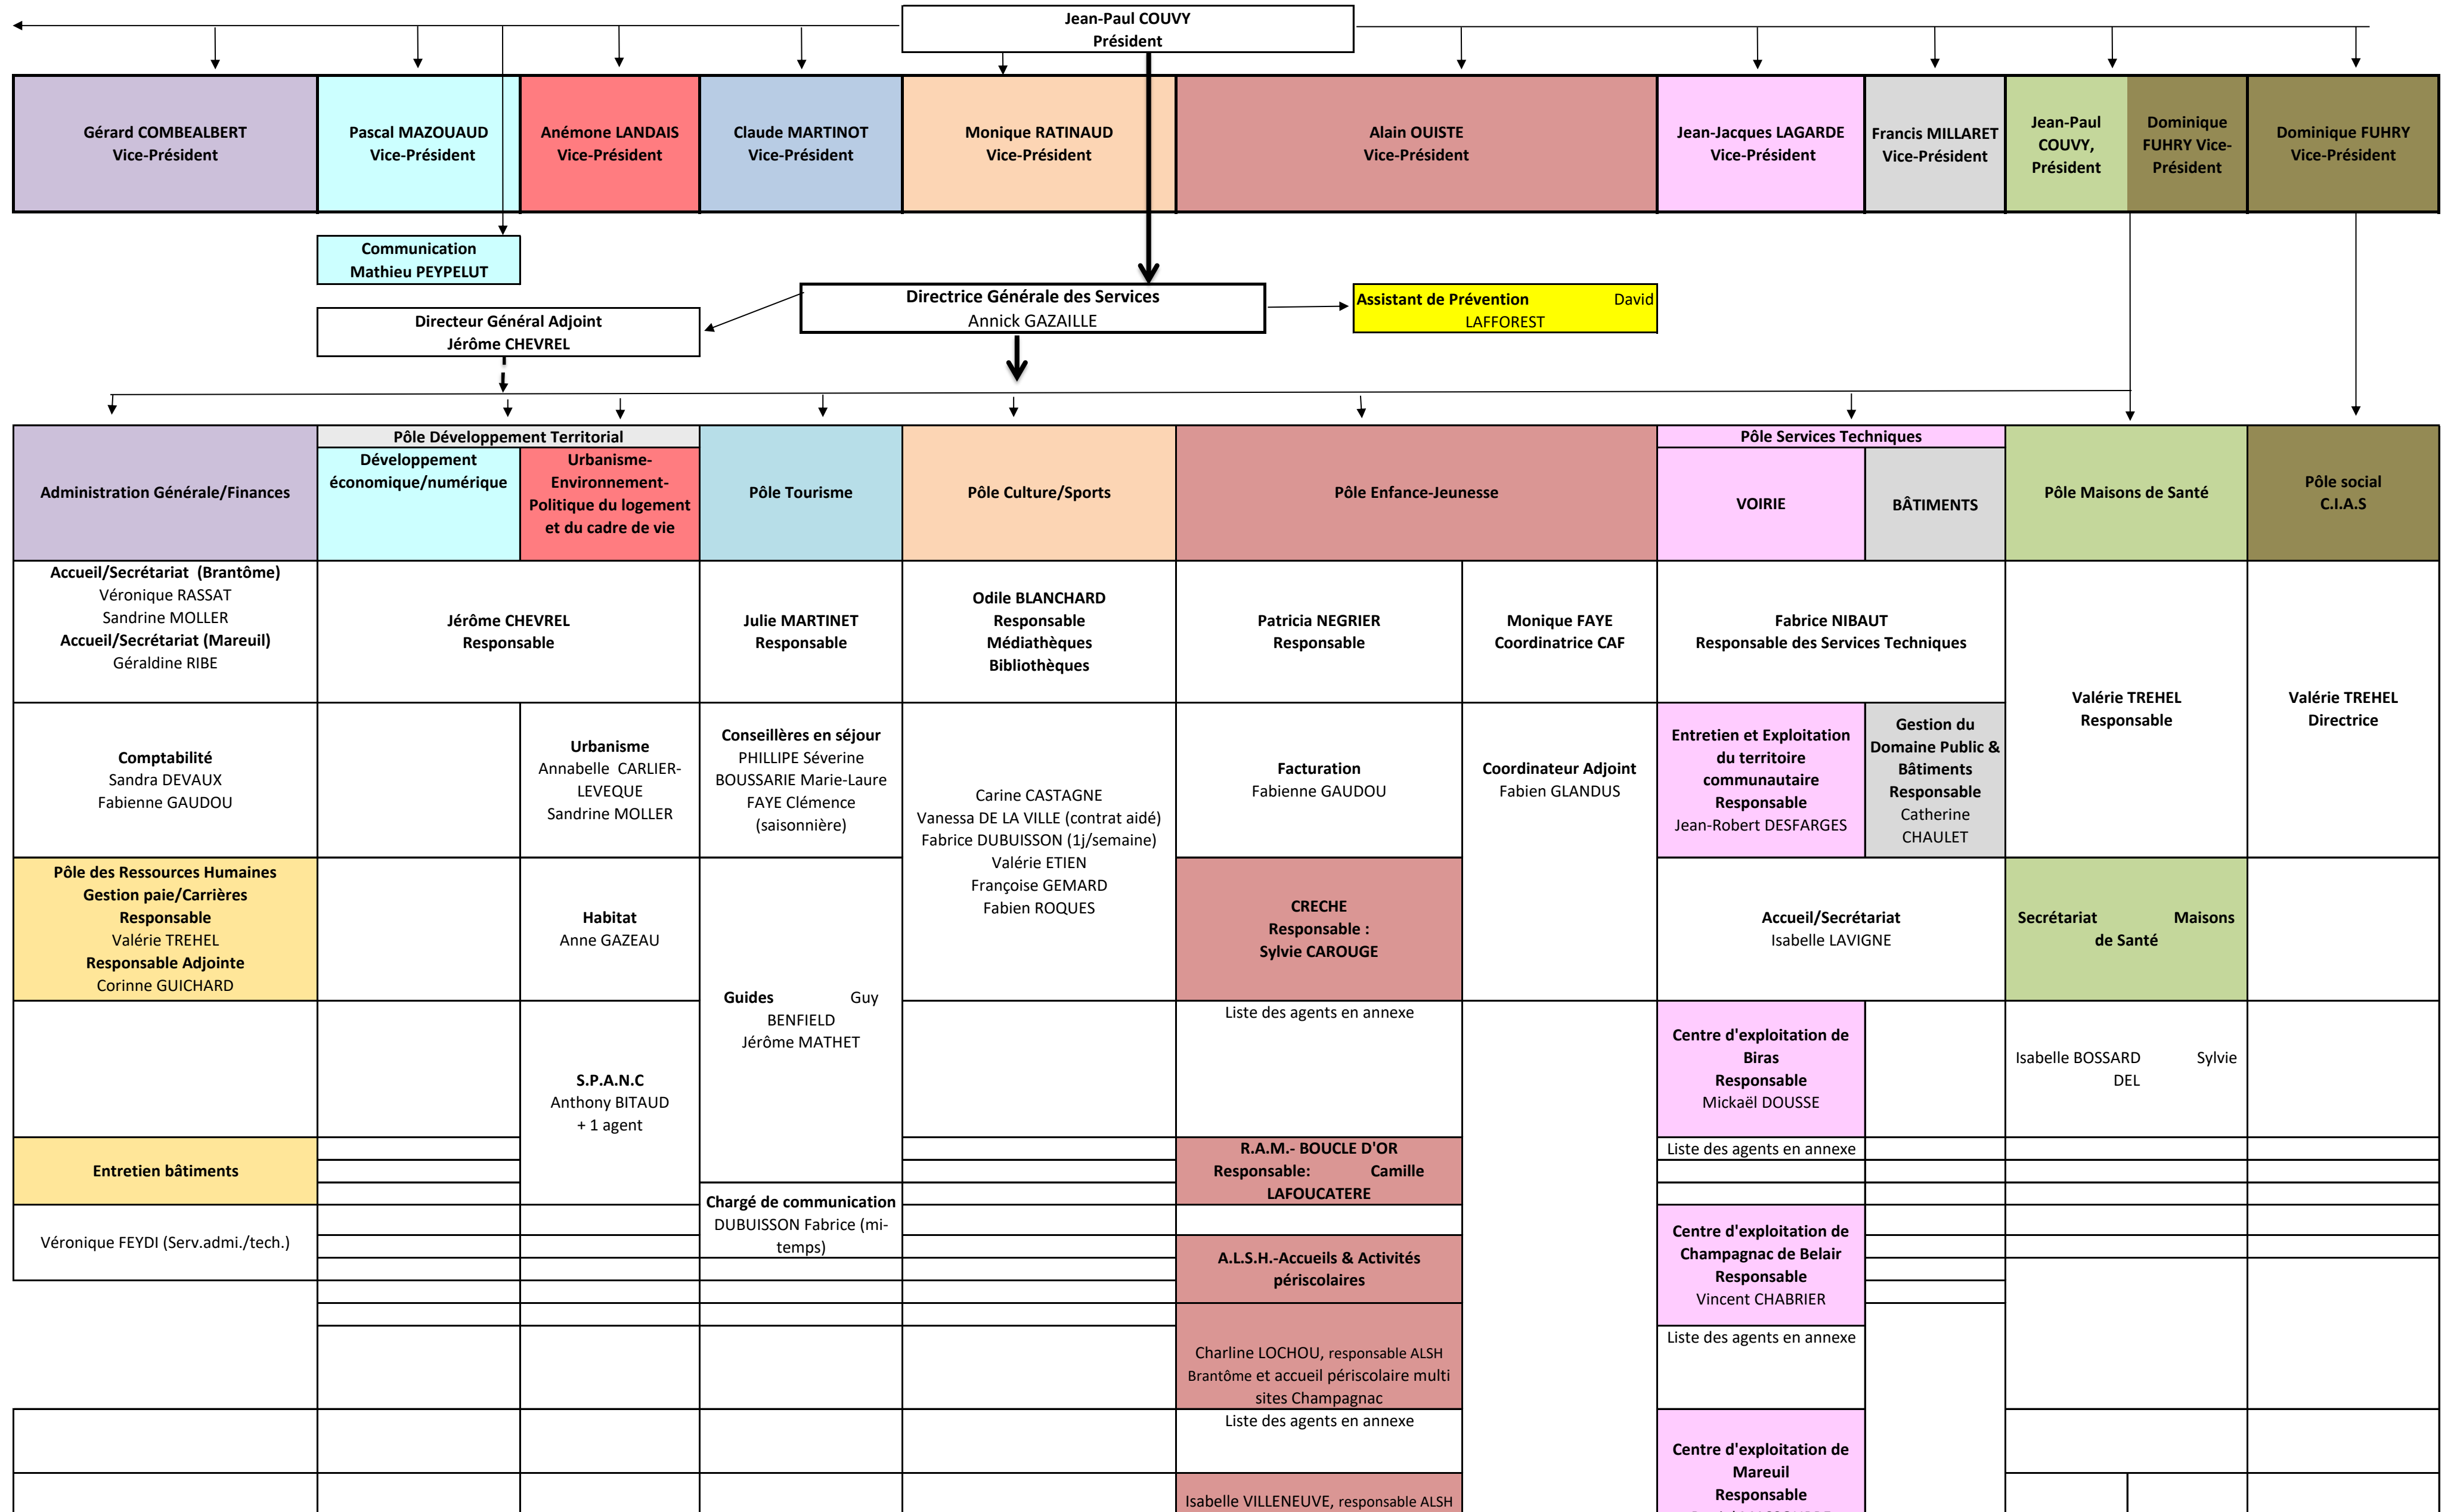 Jean-Paul COUVY
Président
Gérard COMBEALBERT
Vice-Président
Pascal MAZOUAUD
Vice-Président
Anémone LANDAIS
Vice-Président
Claude MARTINOT
Vice-Président
Monique RATINAUD
Vice-Président
Alain OUISTE
Vice-Président
Jean-Jacques LAGARDE
Vice-Président
Francis MILLARET
Vice-Président
Jean-Paul
COUVY,
Président
Dominique
FUHRY Vice-
Président
Dominique FUHRY
Vice-Président
Communication
Mathieu PEYPELUT
Directrice Générale des Services
Annick GAZAILLE
Assistant de Prévention David
LAFFOREST
Directeur Général Adjoint
Jérôme CHEVREL
Administration Générale/Finances
Pôle Développement Territorial
Développement
économique/numérique
Urbanisme-
Environnement-
Politique du logement
et du cadre de vie
Pôle Tourisme
Pôle Culture/Sports
Pôle Enfance-Jeunesse
Pôle Services Techniques
VOIRIE
BÂTIMENTS
Pôle Maisons de Santé
Pôle social
C.I.A.S
Accueil/Secrétariat (Brantôme)
Véronique RASSAT
Sandrine MOLLER
Accueil/Secrétariat (Mareuil)
Géraldine RIBE
Jérôme CHEVREL
Responsable
Julie MARTINET
Responsable
Odile BLANCHARD
Responsable
Médiathèques
Bibliothèques
Patricia NEGRIER
Responsable
Monique FAYE
Coordinatrice CAF
Fabrice NIBAUT
Responsable des Services Techniques
Valérie TREHEL
Responsable
Valérie TREHEL
Directrice
Comptabilité
Sandra DEVAUX
Fabienne GAUDOU
Urbanisme
Annabelle CARLIER-
LEVEQUE
Sandrine MOLLER
Conseillères en séjour
PHILLIPE Séverine
BOUSSARIE Marie-Laure
FAYE Clémence
(saisonnière)
Carine CASTAGNE
Vanessa DE LA VILLE (contrat aidé)
Fabrice DUBUISSON (1j/semaine)
Valérie ETIEN
Françoise GEMARD
Fabien ROQUES
Facturation
Fabienne GAUDOU
Coordinateur Adjoint
Fabien GLANDUS
Entretien et Exploitation
du territoire
communautaire
Responsable
Jean-Robert DESFARGES
Gestion du
Domaine Public &
Bâtiments
Responsable
Catherine
CHAULET
Pôle des Ressources Humaines
Gestion paie/Carrières
Responsable
Valérie TREHEL
Responsable Adjointe
Corinne GUICHARD
Habitat
Anne GAZEAU
Guides Guy
BENFIELD
Jérôme MATHET
CRECHE
Responsable :
Sylvie CAROUGE
Accueil/Secrétariat
Isabelle LAVIGNE
Secrétariat Maisons
de Santé
S.P.A.N.C
Anthony BITAUD
+ 1 agent
Liste des agents en annexe
Centre d'exploitation de
Biras
Responsable
Mickaël DOUSSE
Isabelle BOSSARD Sylvie
DEL
Entretien bâtiments
R.A.M.- BOUCLE D'OR
Responsable: Camille
LAFOUCATERE
Liste des agents en annexe
Véronique FEYDI (Serv.admi./tech.)
Chargé de communication
DUBUISSON Fabrice (mi-
temps)
A.L.S.H.-Accueils & Activités
périscolaires
Centre d'exploitation de
Champagnac de Belair
Responsable
Vincent CHABRIER
Charline LOCHOU, responsable ALSH
Brantôme et accueil périscolaire multi
sites Champagnac
Liste des agents en annexe
Liste des agents en annexe
Centre d'exploitation de
Mareuil
Responsable
Isabelle VILLENEUVE, responsable ALSH